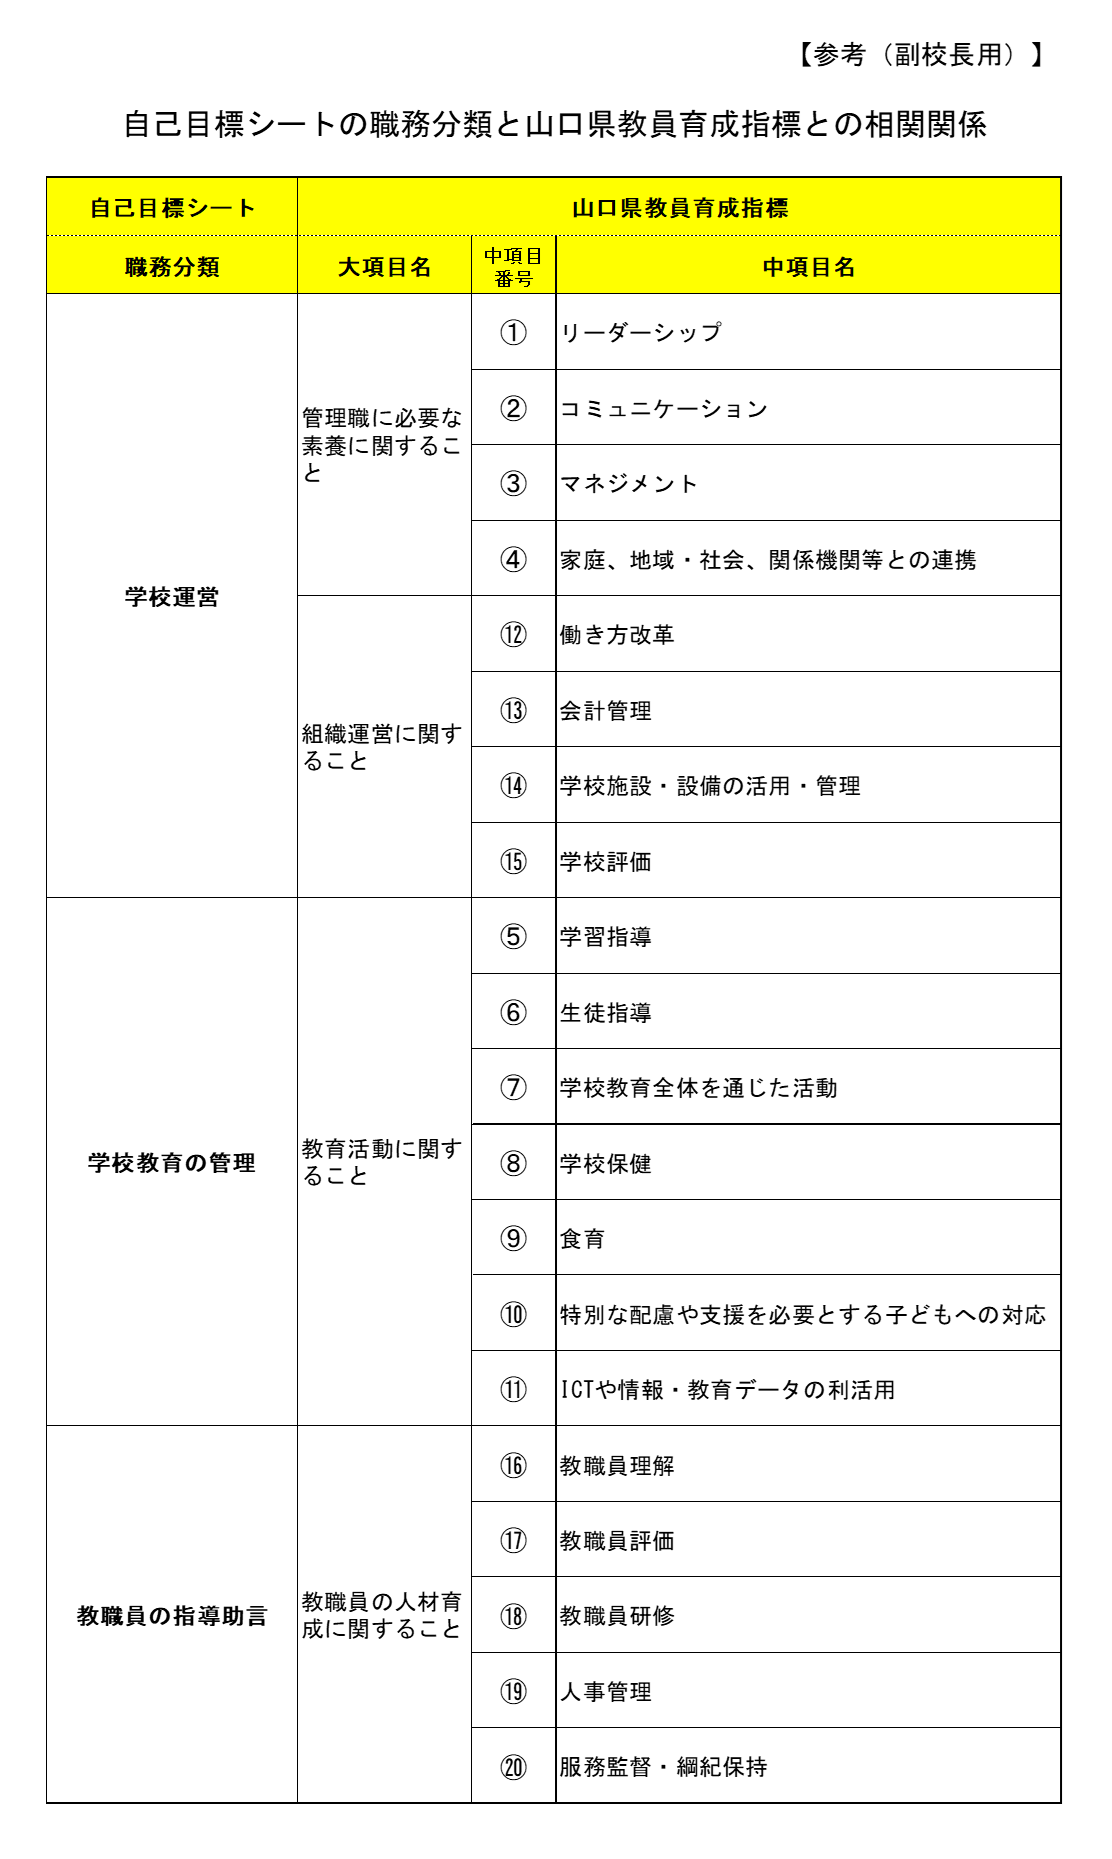 【参考（副校長用）】
自己目標シートの職務分類と山口県教員育成指標との相関関係
自己目標シート 山口県教員育成指標
職務分類 大項目名 中項目 中項目名
番号
学校運営
管理職に必要な
素養に関するこ
と
① リーダーシップ
② コミュニケーション
③ マネジメント
④ 家庭、地域・社会、関係機関等との連携
組織運営に関す
ること
⑫ 働き方改革
⑬ 会計管理
⑭ 学校施設・設備の活用・管理
⑮ 学校評価
学校教育の管理
教育活動に関す
ること
⑤ 学習指導
⑥ 生徒指導
⑦ 学校教育全体を通じた活動
⑧ 学校保健
⑨ 食育
⑩ 特別な配慮や支援を必要とする子どもへの対応
⑪ ICTや情報・教育データの利活用
教職員の指導助言
教職員の人材育
成に関すること
⑯ 教職員理解
⑰ 教職員評価
⑱ 教職員研修
⑲ 人事管理
⑳ 服務監督・綱紀保持